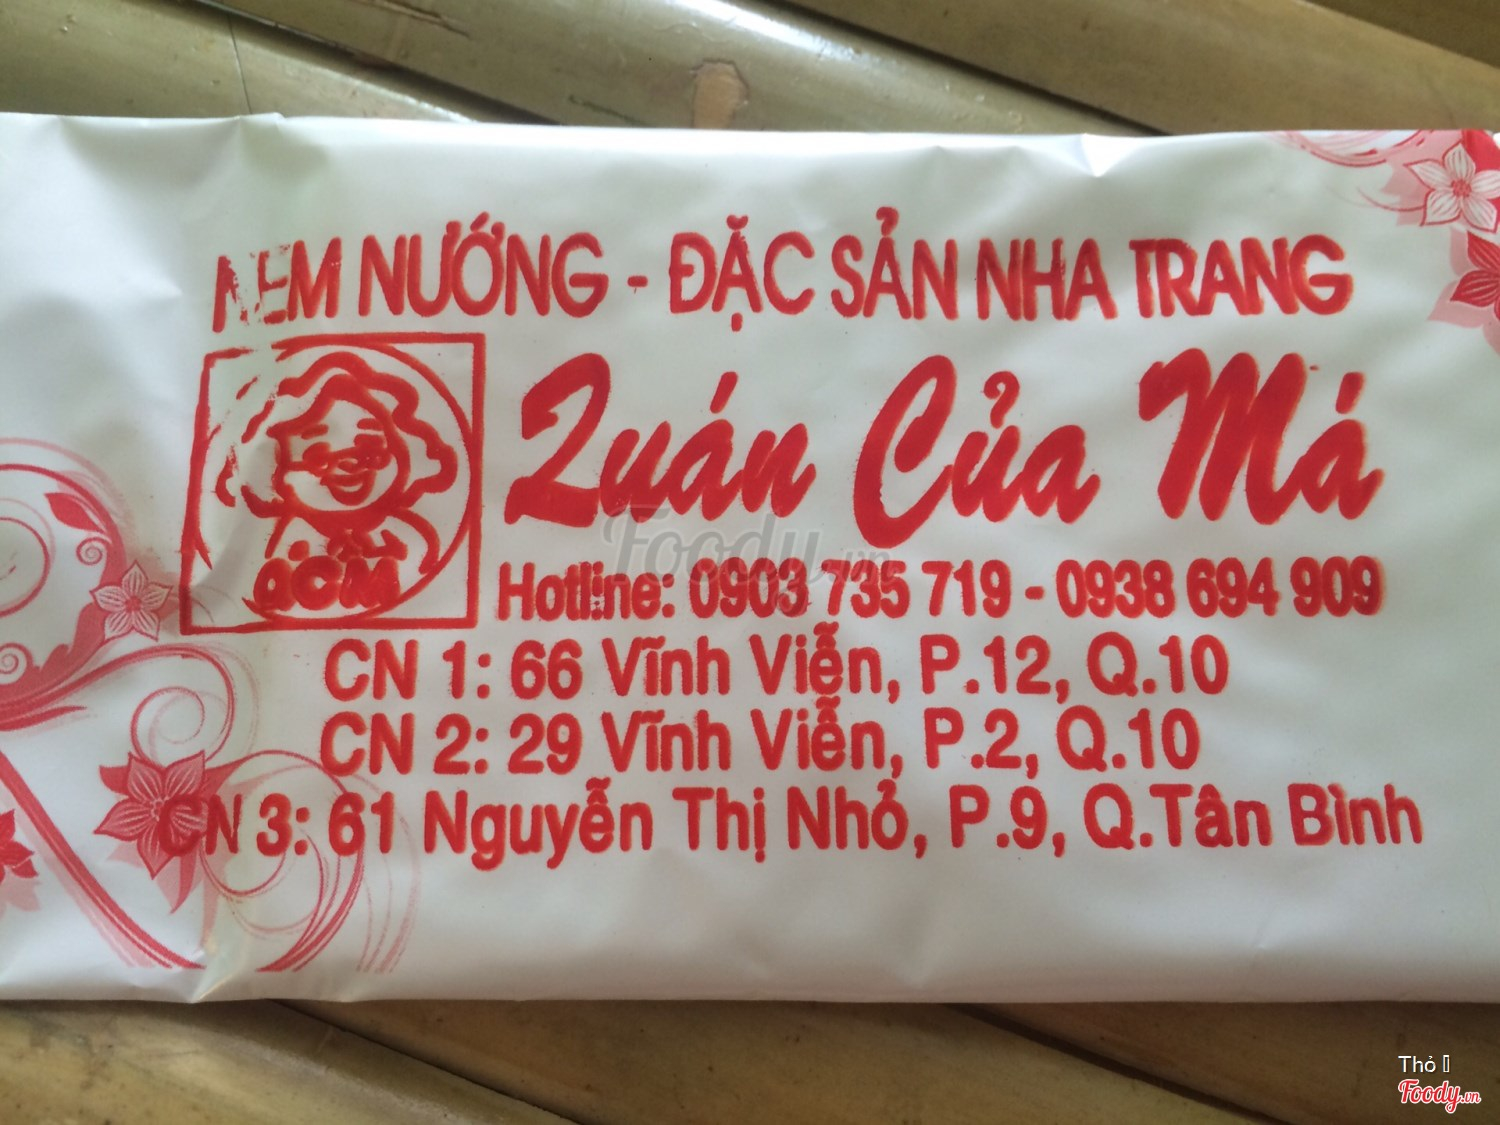 NEM NƯỚNG - ĐẶC SẢN NHA TRANG
Quán Của Má
QCM
Hotline: 0903 735 719 - 0938 694 909
CN 1: 66 Vĩnh Viễn, P.12, Q.10
CN 2: 29 Vĩnh Viễn, P.2, Q.10
CN 3: 61 Nguyễn Thị Nhỏ, P.9, Q.Tân Bình
Foody.vn
Thỏ
Foody.vn